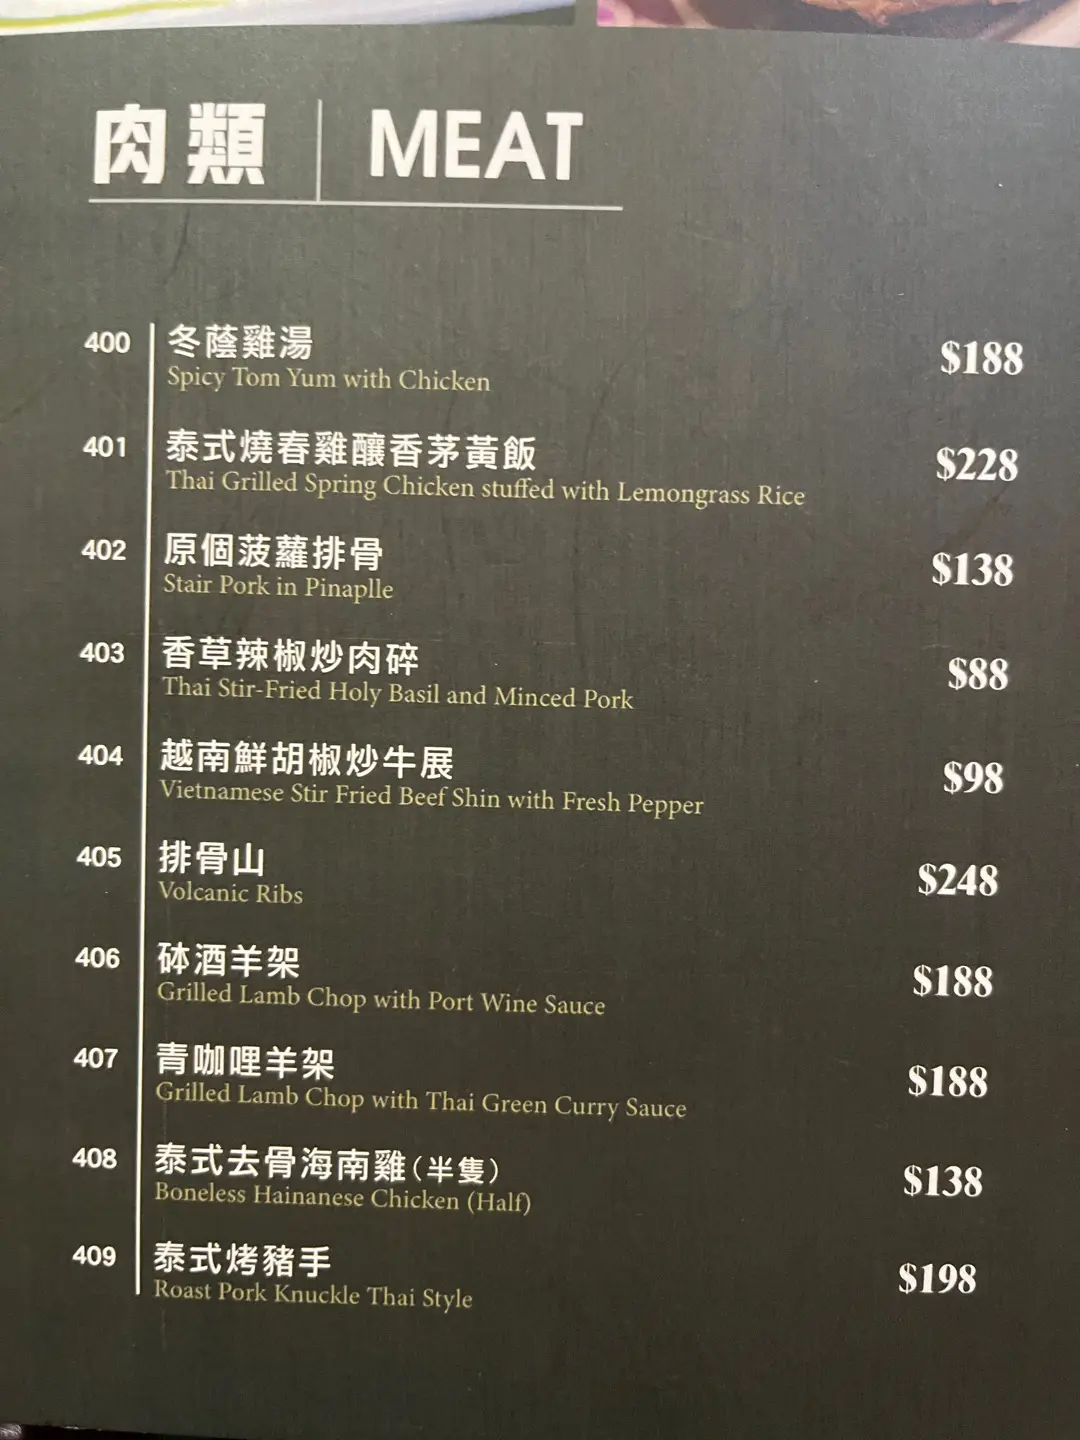 肉類 | MEAT
400 冬蔭雞湯 $188
Spicy Tom Yum with Chicken
401 泰式燒春雞釀香茅黃飯 $228
Thai Grilled Spring Chicken stuffed with Lemongrass Rice
402 原個菠蘿排骨 $138
Stair Pork in Pinaplle
403 香草辣椒炒肉碎 $88
Thai Stir-Fried Holy Basil and Minced Pork
404 越南鮮胡椒炒牛展 $98
Vietnamese Stir Fried Beef Shin with Fresh Pepper
405 排骨山 $248
Volcanic Ribs
406 砵酒羊架 $188
Grilled Lamb Chop with Port Wine Sauce
407 青咖哩羊架 $188
Grilled Lamb Chop with Thai Green Curry Sauce
408 泰式去骨海南雞(半隻) $138
Boneless Hainanese Chicken (Half)
409 泰式烤豬手 $198
Roast Pork Knuckle Thai Style